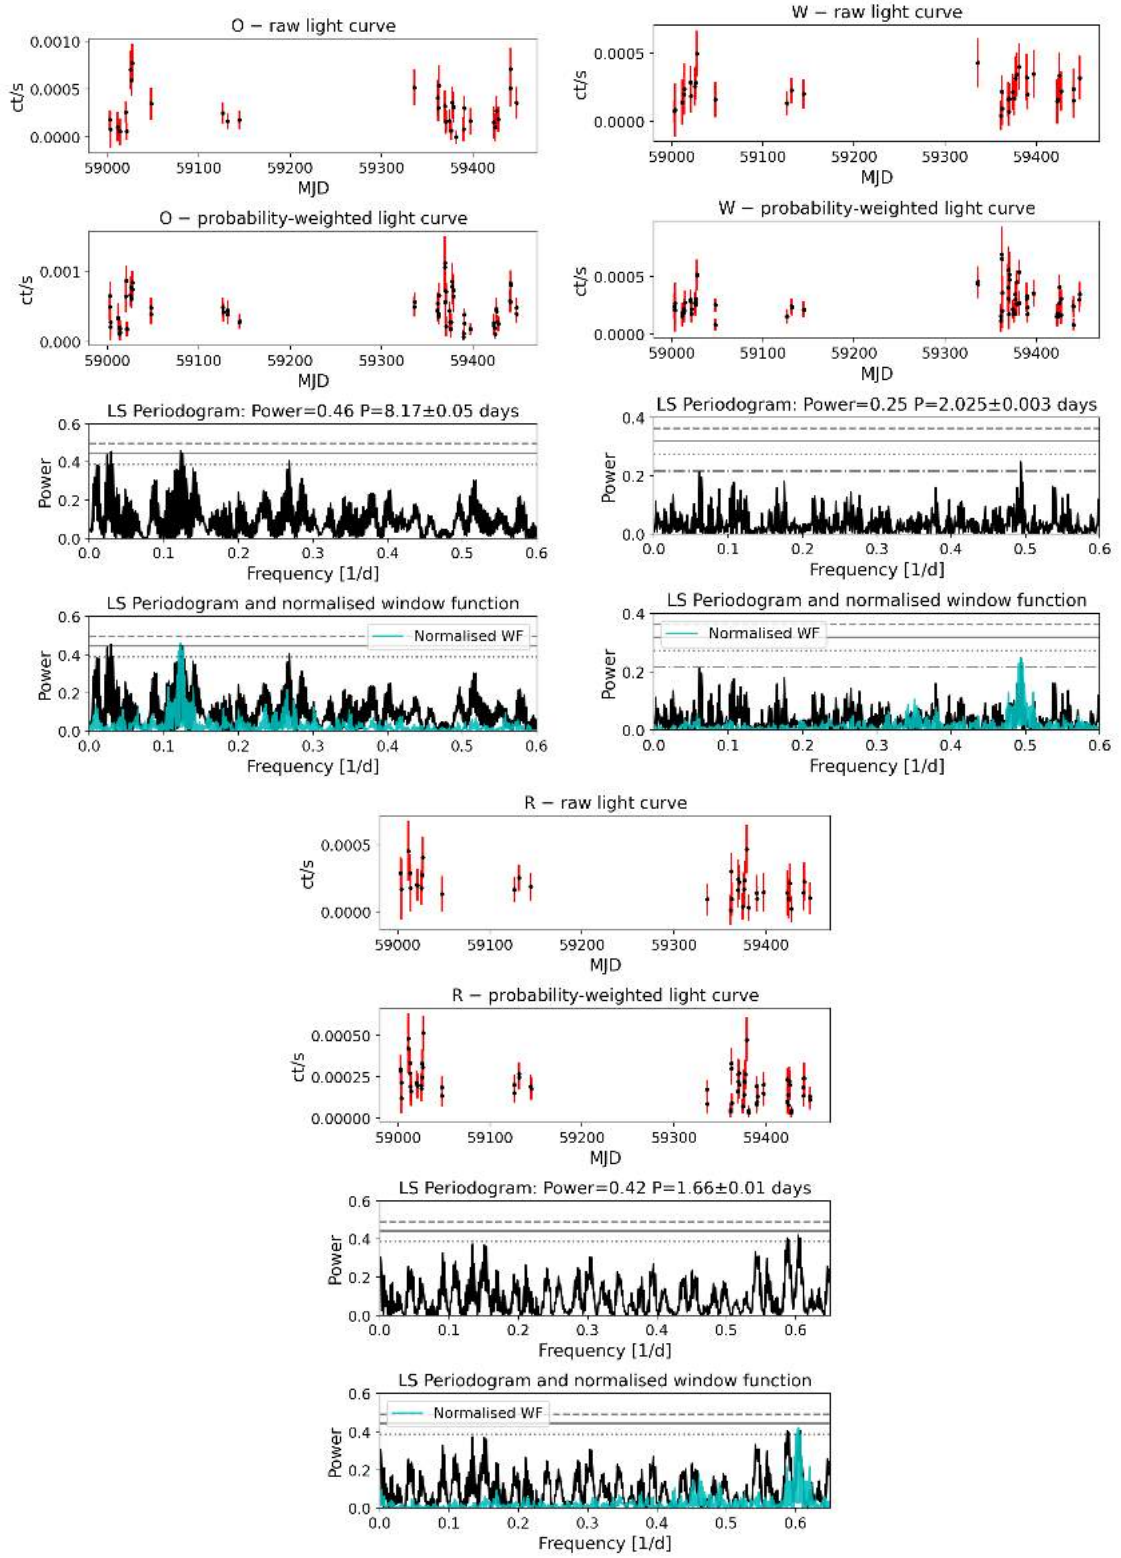 O − raw light curve
0.0010
0.0005
0.0000
ct/s
59000 59100 59200 59300 59400
MJD
O − probability-weighted light curve
0.001
0.000
ct/s
59000 59100 59200 59300 59400
MJD
LS Periodogram: Power=0.46 P=8.17±0.05 days
0.6
0.4
0.2
0.0
Power
0.0 0.1 0.2 0.3 0.4 0.5 0.6
Frequency [1/d]
LS Periodogram and normalised window function
0.6
0.4
0.2
0.0
Power
Normalised WF
0.0 0.1 0.2 0.3 0.4 0.5 0.6
Frequency [1/d]
W − raw light curve
0.0005
0.0000
ct/s
59000 59100 59200 59300 59400
MJD
W − probability-weighted light curve
0.0005
0.0000
ct/s
59000 59100 59200 59300 59400
MJD
LS Periodogram: Power=0.25 P=2.025±0.003 days
0.4
0.2
0.0
Power
0.0 0.1 0.2 0.3 0.4 0.5 0.6
Frequency [1/d]
LS Periodogram and normalised window function
0.4
0.2
0.0
Power
Normalised WF
0.0 0.1 0.2 0.3 0.4 0.5 0.6
Frequency [1/d]
R − raw light curve
0.0005
0.0000
ct/s
59000 59100 59200 59300 59400
MJD
R − probability-weighted light curve
0.00050
0.00025
0.00000
ct/s
59000 59100 59200 59300 59400
MJD
LS Periodogram: Power=0.42 P=1.66±0.01 days
0.6
0.4
0.2
0.0
Power
0.0 0.1 0.2 0.3 0.4 0.5 0.6
Frequency [1/d]
LS Periodogram and normalised window function
0.6
0.4
0.2
0.0
Power
Normalised WF
0.0 0.1 0.2 0.3 0.4 0.5 0.6
Frequency [1/d]